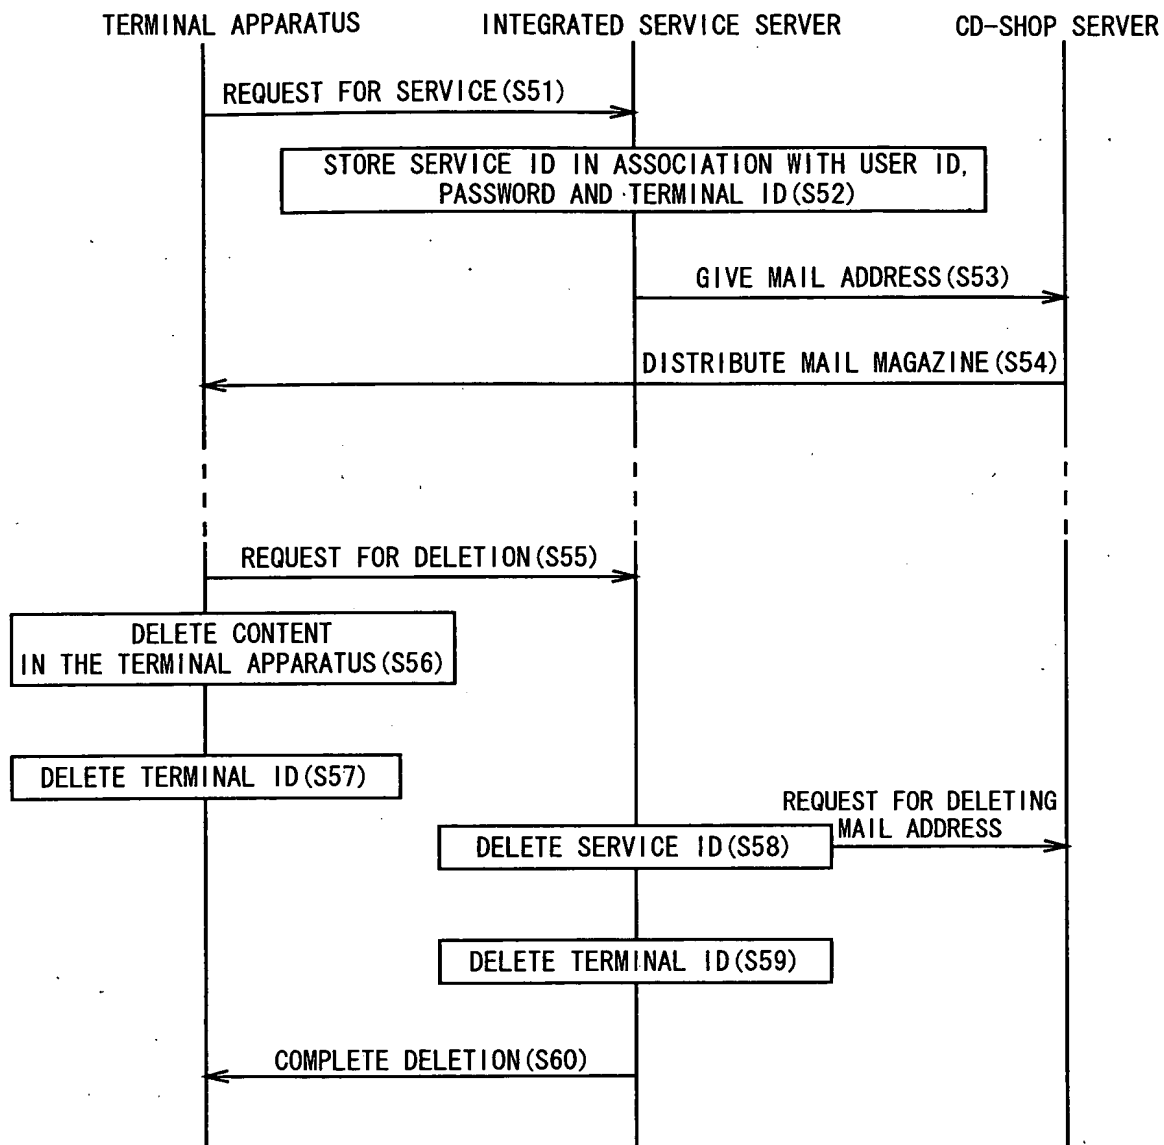 TERMINAL APPARATUS
INTEGRATED SERVICE SERVER
CD-SHOP SERVER
REQUEST FOR SERVICE(S51)
STORE SERVICE ID IN ASSOCIATION WITH USER ID,
PASSWORD AND TERMINAL ID(S52)
GIVE MAIL ADDRESS(S53)
DISTRIBUTE MAIL MAGAZINE(S54)
REQUEST FOR DELETION(S55)
DELETE CONTENT
IN THE TERMINAL APPARATUS(S56)
DELETE TERMINAL ID(S57)
REQUEST FOR DELETING
MAIL ADDRESS
DELETE SERVICE ID(S58)
DELETE TERMINAL ID(S59)
COMPLETE DELETION(S60)